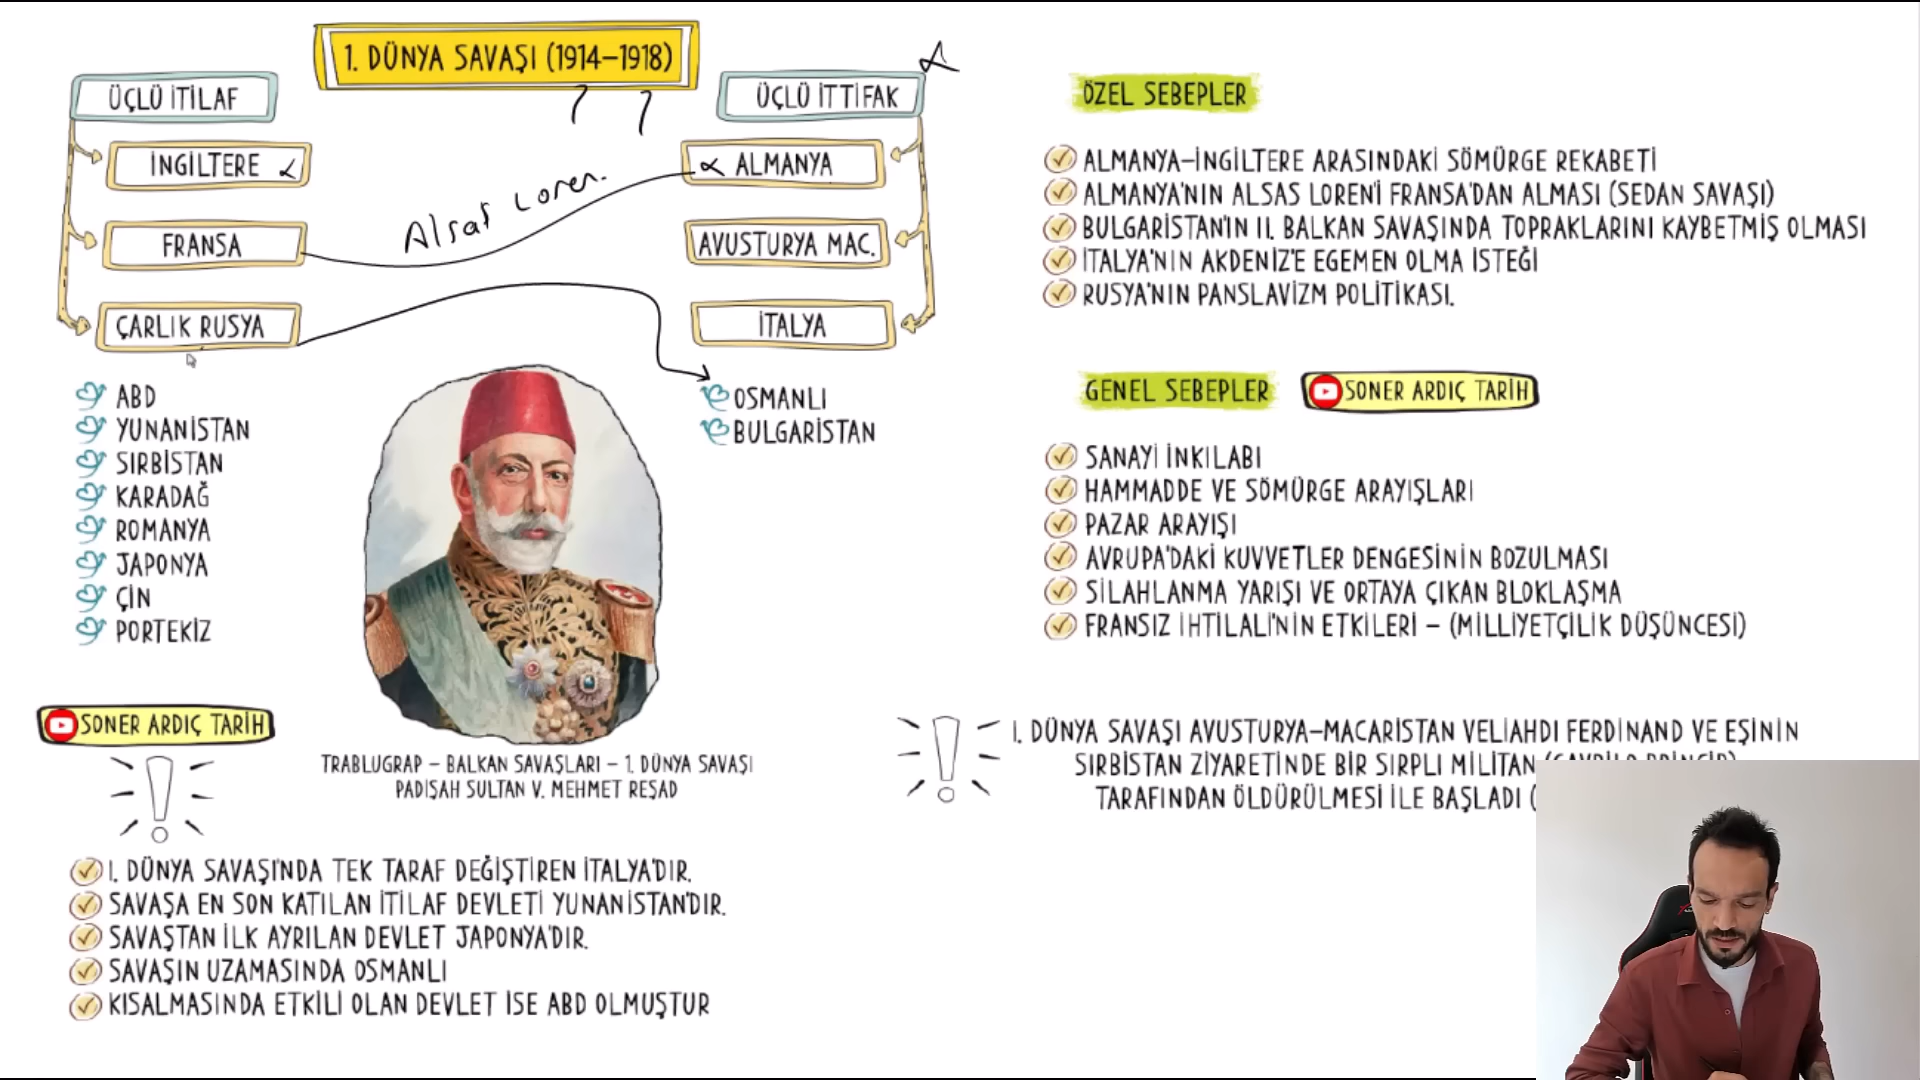 1. DÜNYA SAVAŞI (1914–1918)
ÜÇLÜ İTİLAF
İNGİLTERE
FRANSA
ÇARLIK RUSYA
ABD
YUNANİSTAN
SIRBİSTAN
KARADAĞ
ROMANYA
JAPONYA
ÇİN
PORTEKİZ
Alsas Loren.
ÜÇLÜ İTTİFAK
ALMANYA
AVUSTURYA MAC.
İTALYA
OSMANLI
BULGARİSTAN
TRABLUGRAP – BALKAN SAVAŞLARI – 1. DÜNYA SAVAŞI
PADİŞAH SULTAN V. MEHMET REŞAD
SONER ARDIÇ TARİH
I. DÜNYA SAVAŞI'NDA TEK TARAF DEĞİŞTİREN İTALYA'DIR.
SAVAŞA EN SON KATILAN İTİLAF DEVLETİ YUNANİSTAN'DIR.
SAVAŞTAN İLK AYRILAN DEVLET JAPONYA'DIR.
SAVAŞIN UZAMASINDA OSMANLI
KISALMASINDA ETKİLİ OLAN DEVLET İSE ABD OLMUŞTUR
ÖZEL SEBEPLER
ALMANYA–İNGİLTERE ARASINDAKİ SÖMÜRGE REKABETİ
ALMANYA'NIN ALSAS LOREN'İ FRANSA'DAN ALMASI (SEDAN SAVAŞI)
BULGARİSTAN'IN II. BALKAN SAVAŞINDA TOPRAKLARINI KAYBETMİŞ OLMASI
İTALYA'NIN AKDENİZ'E EGEMEN OLMA İSTEĞİ
RUSYA'NIN PANSLAVİZM POLİTİKASI.
GENEL SEBEPLER
SONER ARDIÇ TARİH
SANAYİ İNKILABI
HAMMADDE VE SÖMÜRGE ARAYIŞLARI
PAZAR ARAYIŞI
AVRUPA'DAKİ KUVVETLER DENGESİNİN BOZULMASI
SİLAHLANMA YARIŞI VE ORTAYA ÇIKAN BLOKLAŞMA
FRANSIZ İHTİLALİ'NİN ETKİLERİ – (MİLLİYETÇİLİK DÜŞÜNCESİ)
I. DÜNYA SAVAŞI AVUSTURYA–MACARİSTAN VELİAHDI FERDİNAND VE EŞİNİN
SIRBİSTAN ZİYARETİNDE BİR SIRPLI MİLİTAN
TARAFINDAN ÖLDÜRÜLMESİ İLE BAŞLADI (